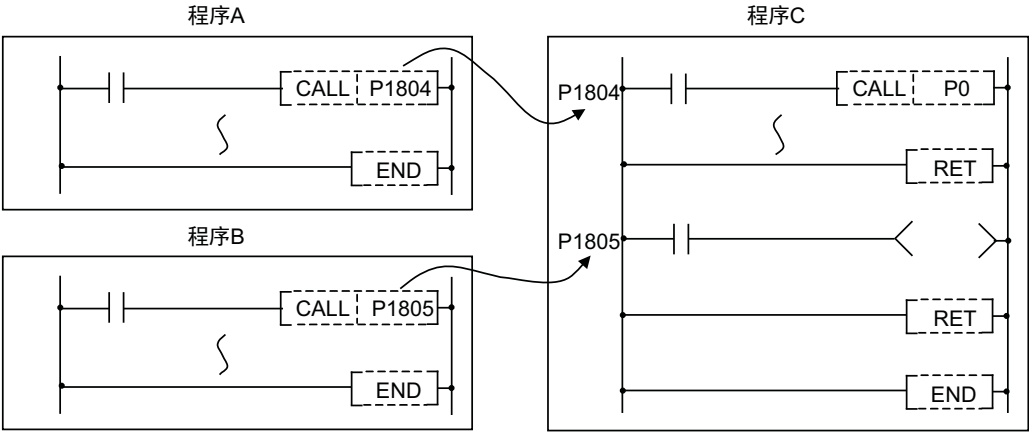 程序A
CALL P1804
END
程序B
CALL P1805
END
程序C
P1804 CALL P0
RET
P1805
RET
END